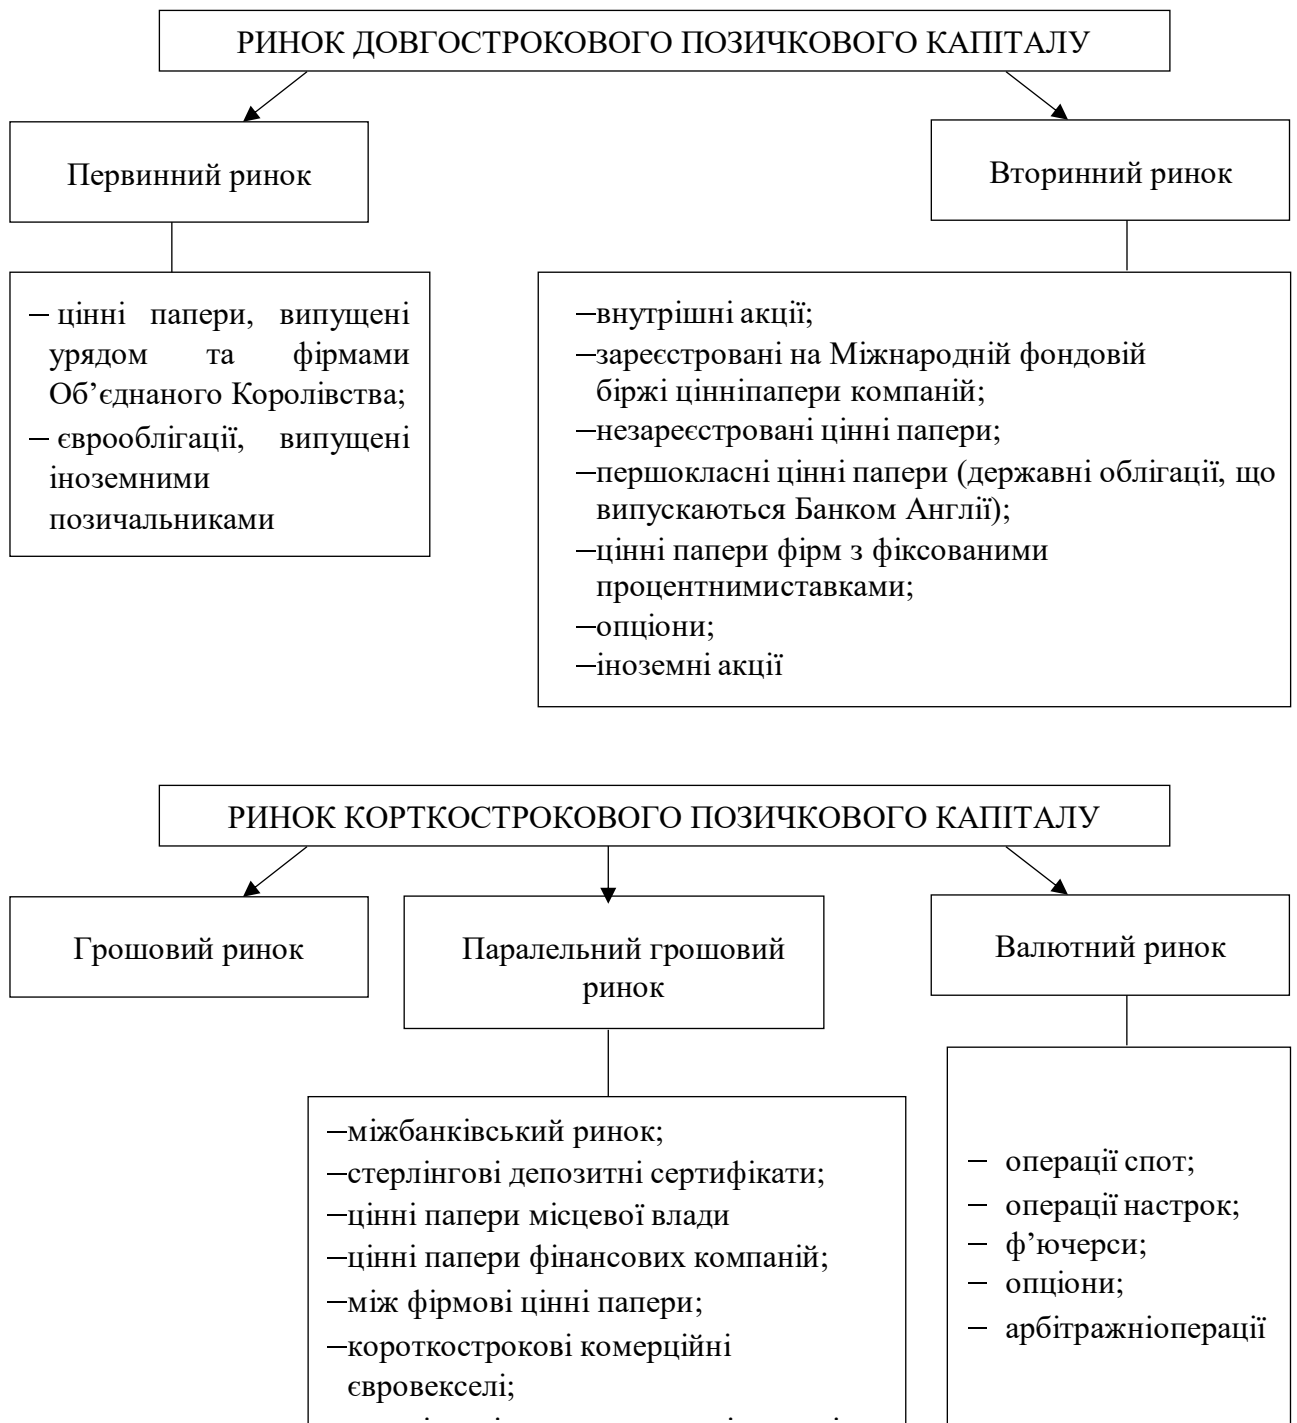 РИНОК ДОВГОСТРОКОВОГО ПОЗИЧКОВОГО КАПІТАЛУ
Первинний ринок
Вторинний ринок
– цінні папери, випущені
урядом та фірмами
Об’єднаного Королівства;
– єврооблігації, випущені
іноземними
позичальниками
–внутрішні акції;
–зареєстровані на Міжнародній фондовій
біржі цінніпапери компаній;
–незареєстровані цінні папери;
–першокласні цінні папери (державні облігації, що
випускаються Банком Англії);
–цінні папери фірм з фіксованими
процентнимиставками;
–опціони;
–іноземні акції
РИНОК КОРТКОСТРОКОВОГО ПОЗИЧКОВОГО КАПІТАЛУ
Грошовий ринок
Паралельний грошовий
ринок
Валютний ринок
–міжбанківський ринок;
–стерлінгові депозитні сертифікати;
–цінні папери місцевої влади
–цінні папери фінансових компаній;
–між фірмові цінні папери;
–короткострокові комерційні
євровекселі;
– операції спот;
– операції настрок;
– ф’ючерси;
– опціони;
– арбітражніоперації